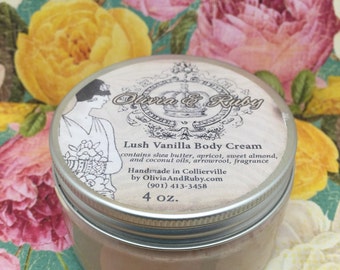 Olivia & Ruby
Lush Vanilla Body Cream
contains shea butter, apricot, sweet almond,
and coconut oils, arrowroot, fragrance
Handmade in Collierville
by OliviaAndRuby.com
(901) 413-3458
4 oz.